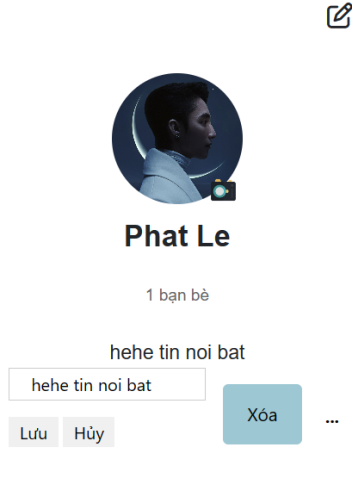 Phat Le
1 bạn bè
hehe tin noi bat
hehe tin noi bat
Xóa
...
Lưu
Hủy